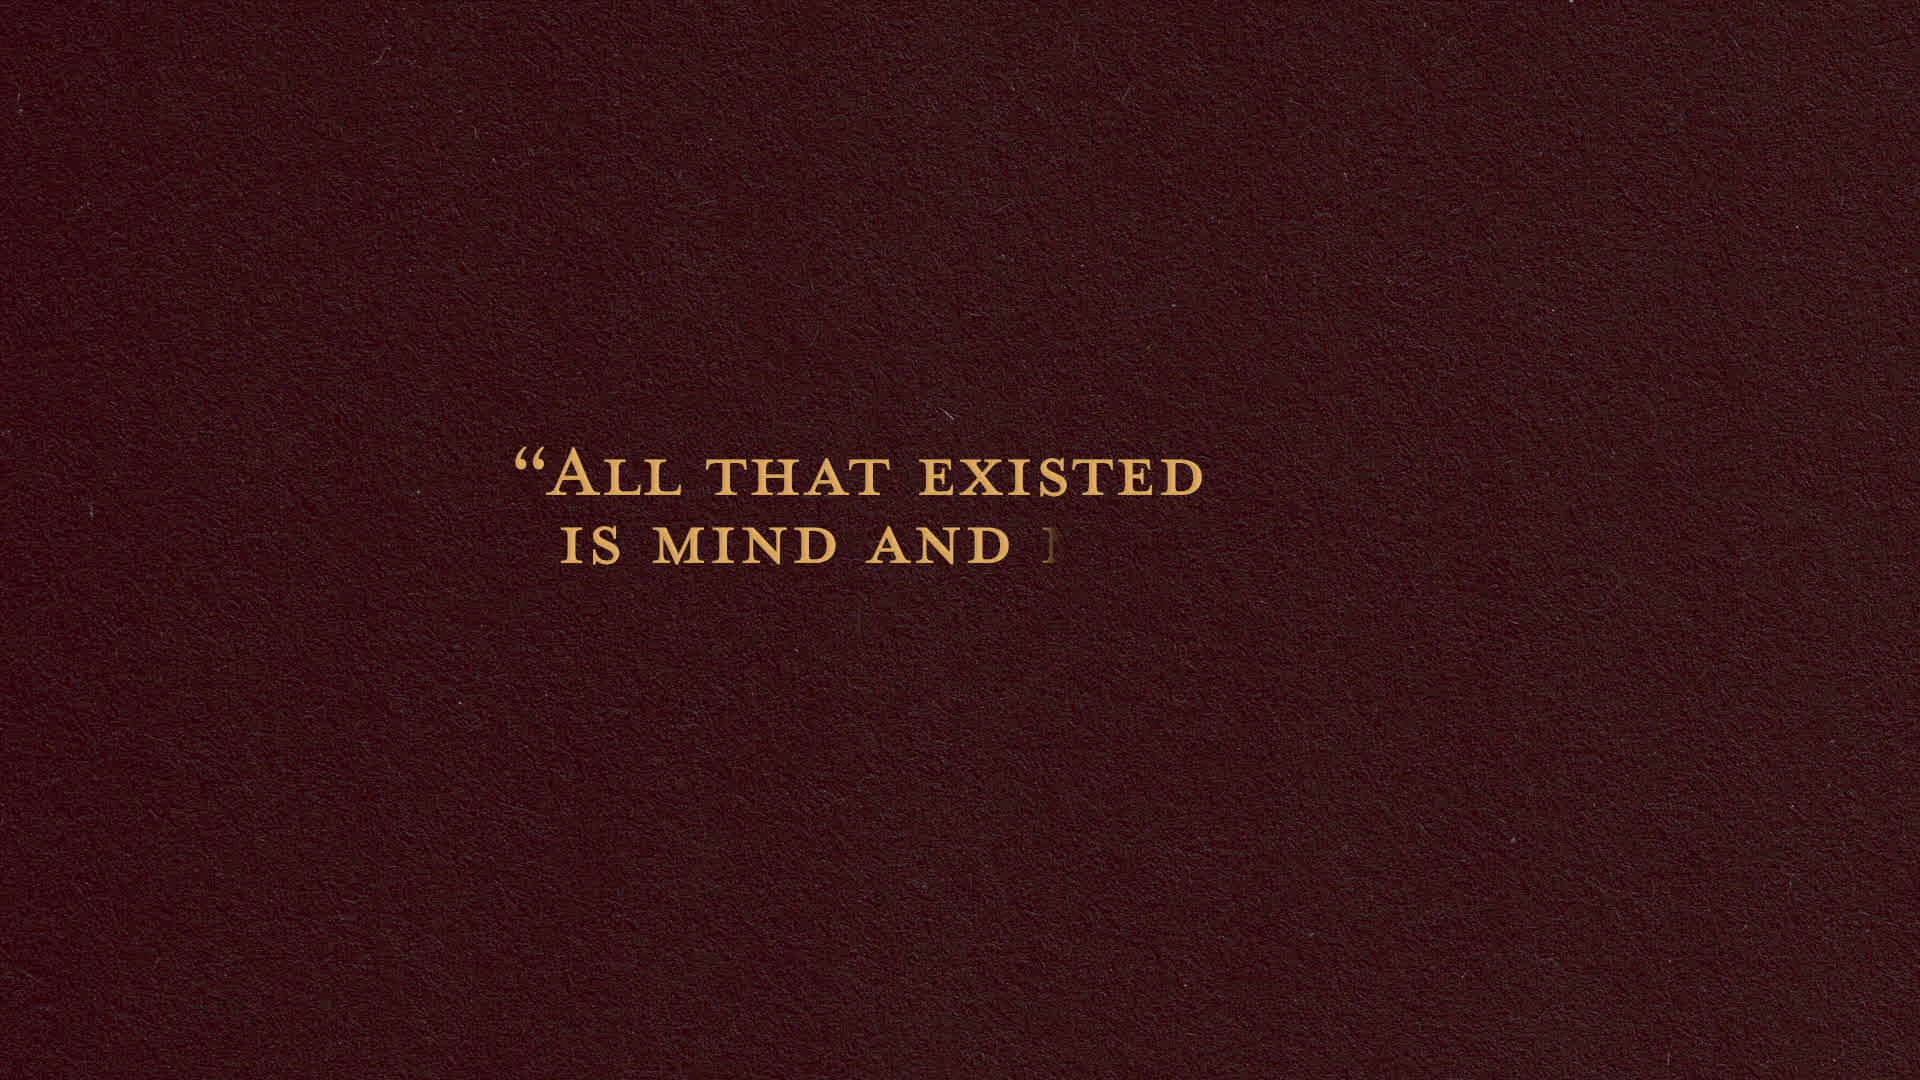 “All that existed
is mind and